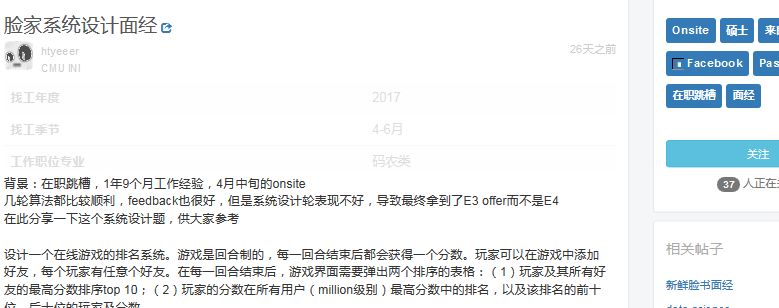 脸家系统设计面经
htyeeer
26天之前
CMU INI
找工年度 2017
找工季节 4-6月
工作职位专业 码农类
背景：在职跳槽，1年9个月工作经验，4月中旬的onsite
几轮算法都比较顺利，feedback也很好，但是系统设计轮表现不好，导致最终拿到了E3 offer而不是E4
在此分享一下这个系统设计题，供大家参考
设计一个在线游戏的排名系统。游戏是回合制的，每一回合结束后都会获得一个分数。玩家可以在游戏中添加
好友，每个玩家有任意个好友。在每一回合结束后，游戏界面需要弹出两个排序的表格：（1）玩家及其所有好
友的最高分数排序top 10；（2）玩家的分数在所有用户（million级别）最高分数中的排名，以及该排名的前十
位、后十位的玩家及分数
Onsite 硕士
Facebook Pas
在职跳槽 面经
关注
37 人正在关
相关帖子
新鲜脸书面经
data science